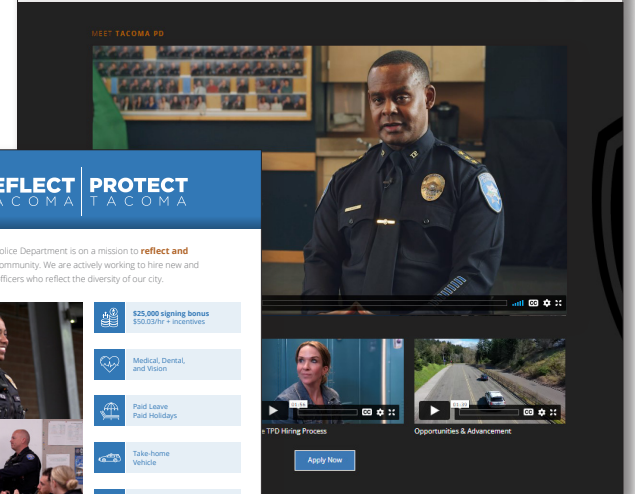 MEET TACOMA PD
EFLECT PROTECT
ACOMA TACOMA
olice Department is on a mission to reflect and
ommunity. We are actively working to hire new and
fficers who reflect the diversity of our city.
$25,000 signing bonus
$50.03/hr + incentives
Medical, Dental,
and Vision
Paid Leave
Paid Holidays
Take-home
Vehicle
CC
01:56
CC
e TPD Hiring Process
CC
Opportunities & Advancement
Apply Now